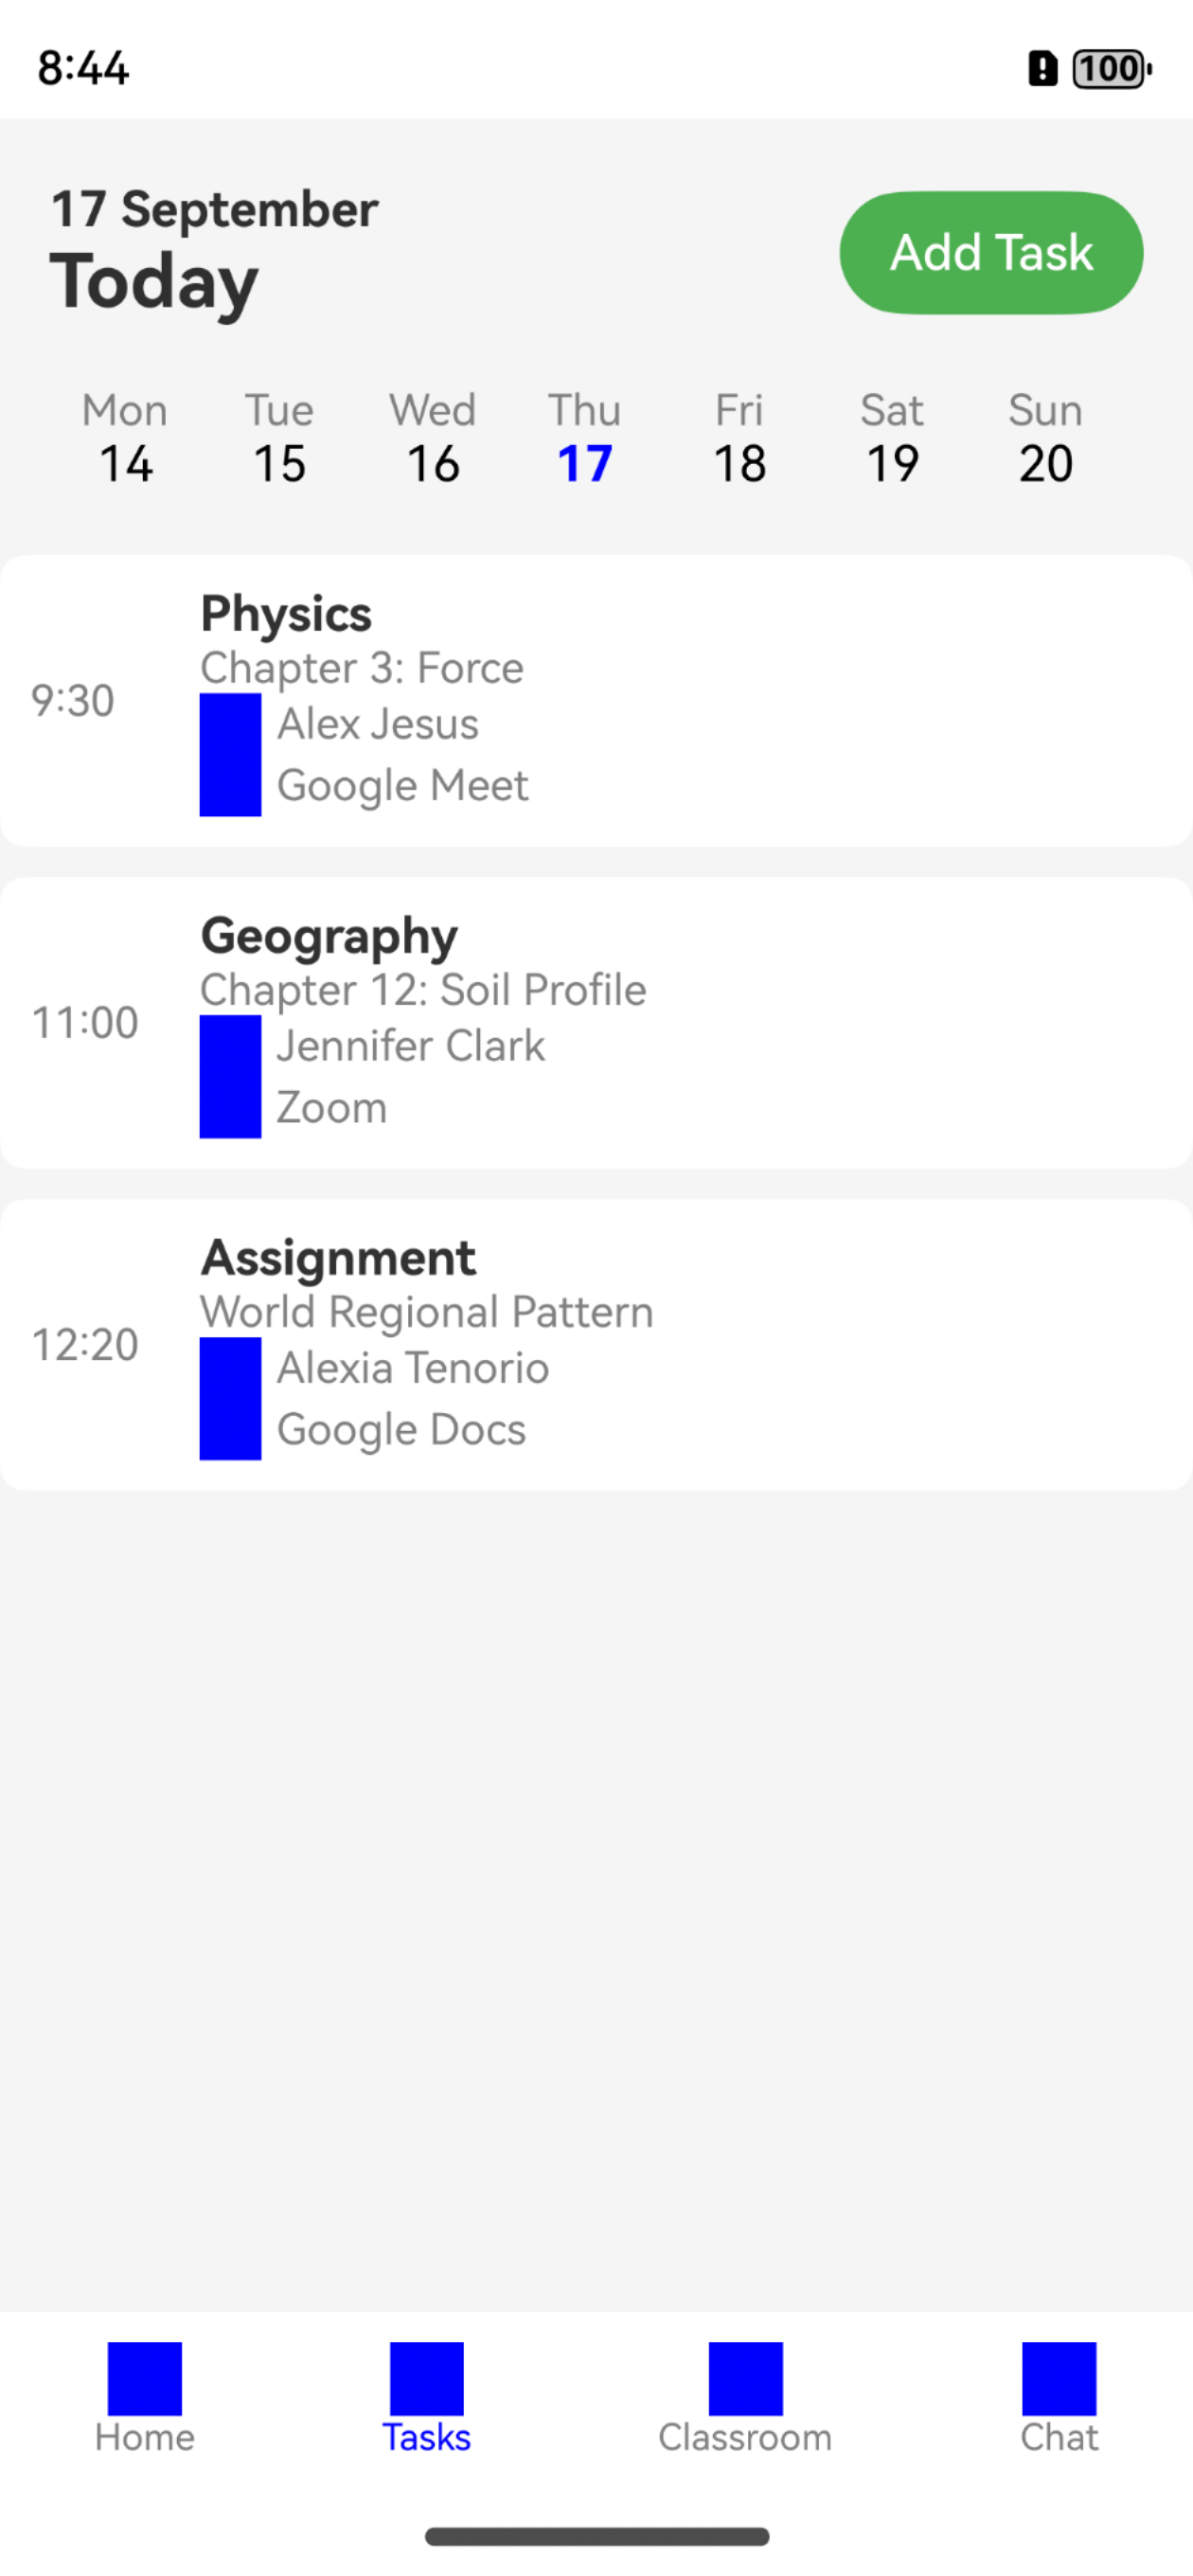 8:44
100
17 September
Today
Add Task
Mon Tue Wed Thu Fri Sat Sun
14 15 16 17 18 19 20
Physics
Chapter 3: Force
9:30
Alex Jesus
Google Meet
Geography
Chapter 12: Soil Profile
11:00
Jennifer Clark
Zoom
Assignment
World Regional Pattern
12:20
Alexia Tenorio
Google Docs
Home Tasks Classroom Chat